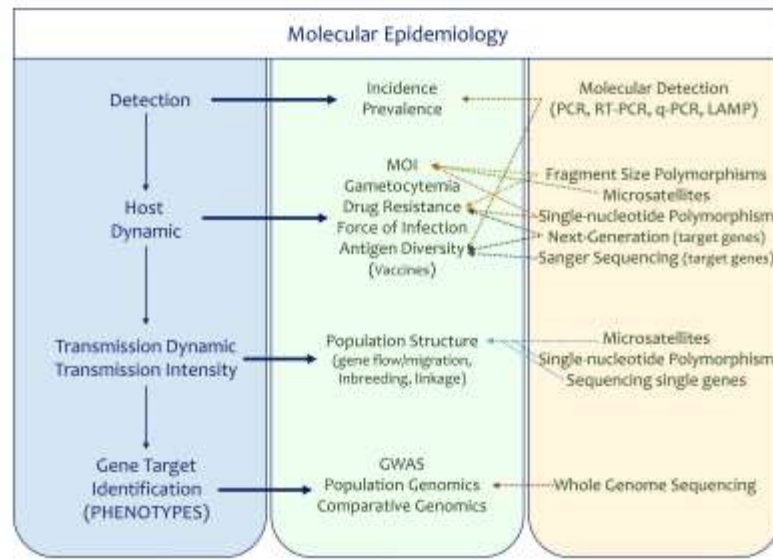 Molecular Epidemiology
Detection
Host
Dynamic
Transmission Dynamic
Transmission Intensity
Gene Target
Identification
(PHENOTYPES)
Incidence
Prevalence
MOI
Gametocytemia
Drug Resistance
Force of Infection
Antigen Diversity
(Vaccines)
Population Structure
(gene flow/migration,
Inbreeding, linkage)
GWAS
Population Genomics
Comparative Genomics
Molecular Detection
(PCR, RT-PCR, q-PCR, LAMP)
Fragment Size Polymorphisms
Microsatellites
Single-nucleotide Polymorphism
Next-Generation (target genes)
Sanger Sequencing (target genes)
Microsatellites
Single-nucleotide Polymorphism
Sequencing single genes
Whole Genome Sequencing